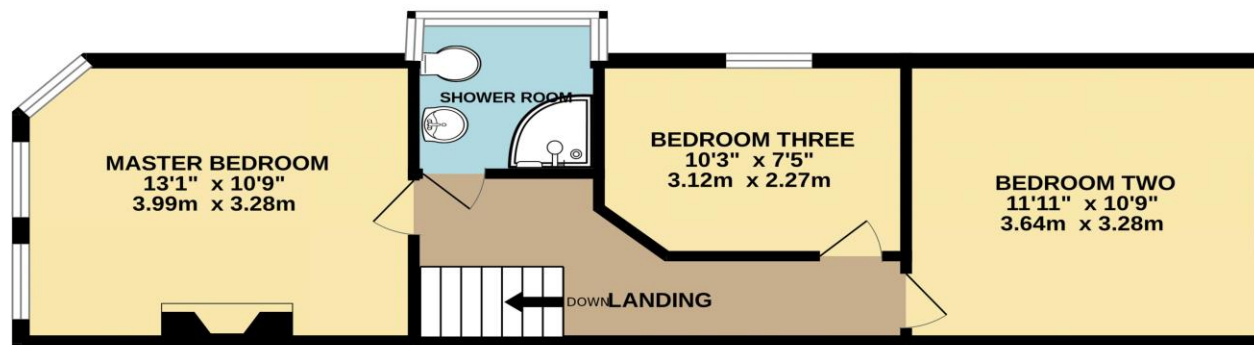 SHOWER ROOM
MASTER BEDROOM
13'1" x 10'9"
3.99m x 3.28m
BEDROOM THREE
10'3" x 7'5"
3.12m x 2.27m
BEDROOM TWO
11'11" x 10'9"
3.64m x 3.28m
DOWN
LANDING